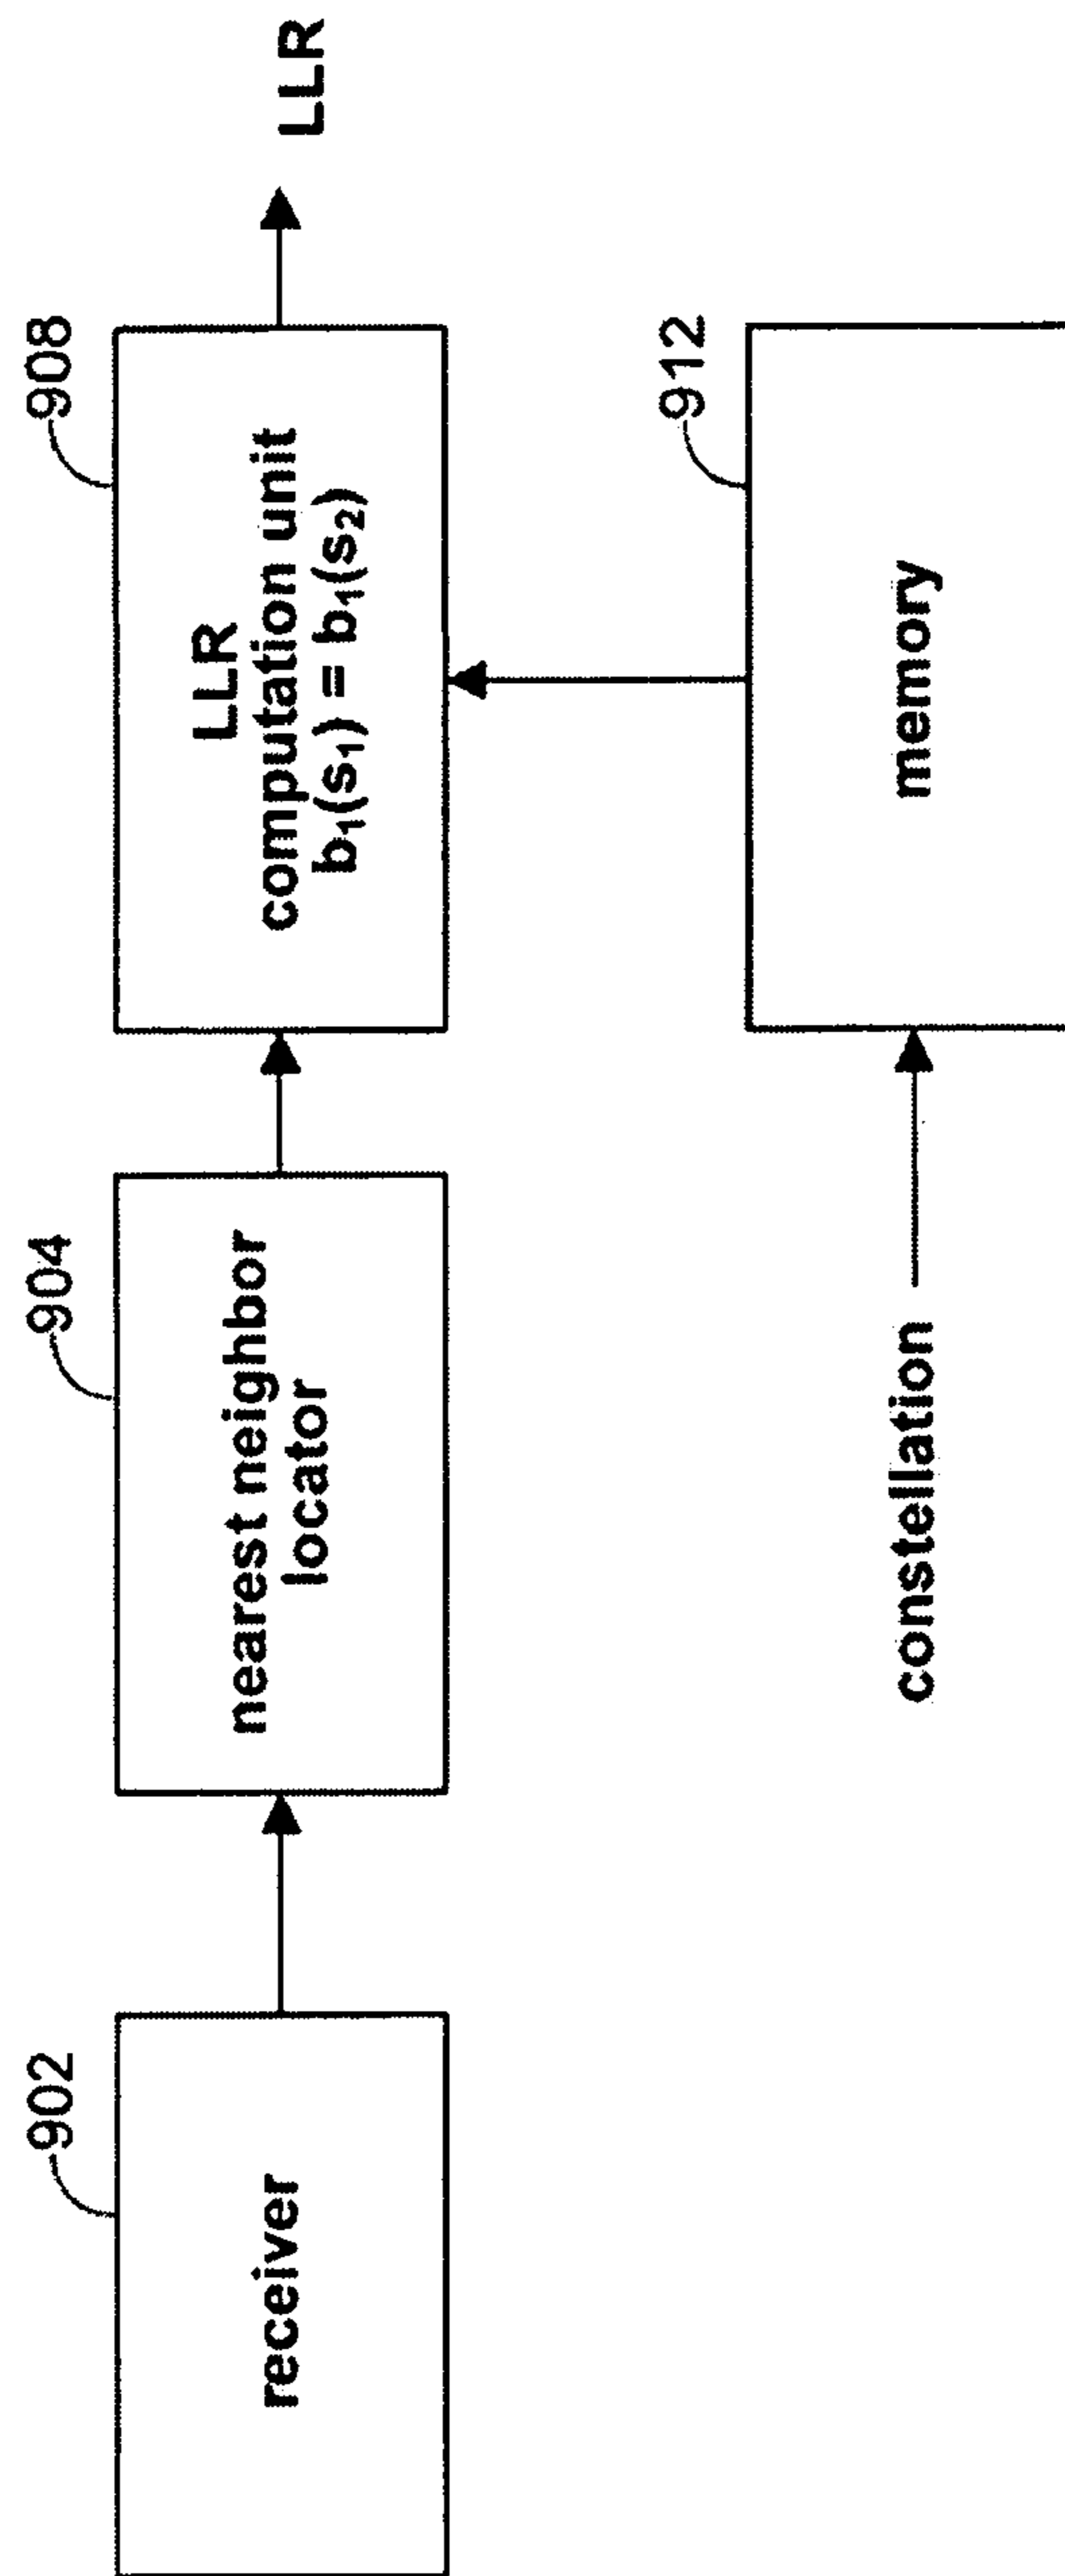 902
receiver
904
nearest neighbor
locator
908
LLR
computation unit
b₁(s₁) = b₁(s₂)
LLR
constellation
912
memory